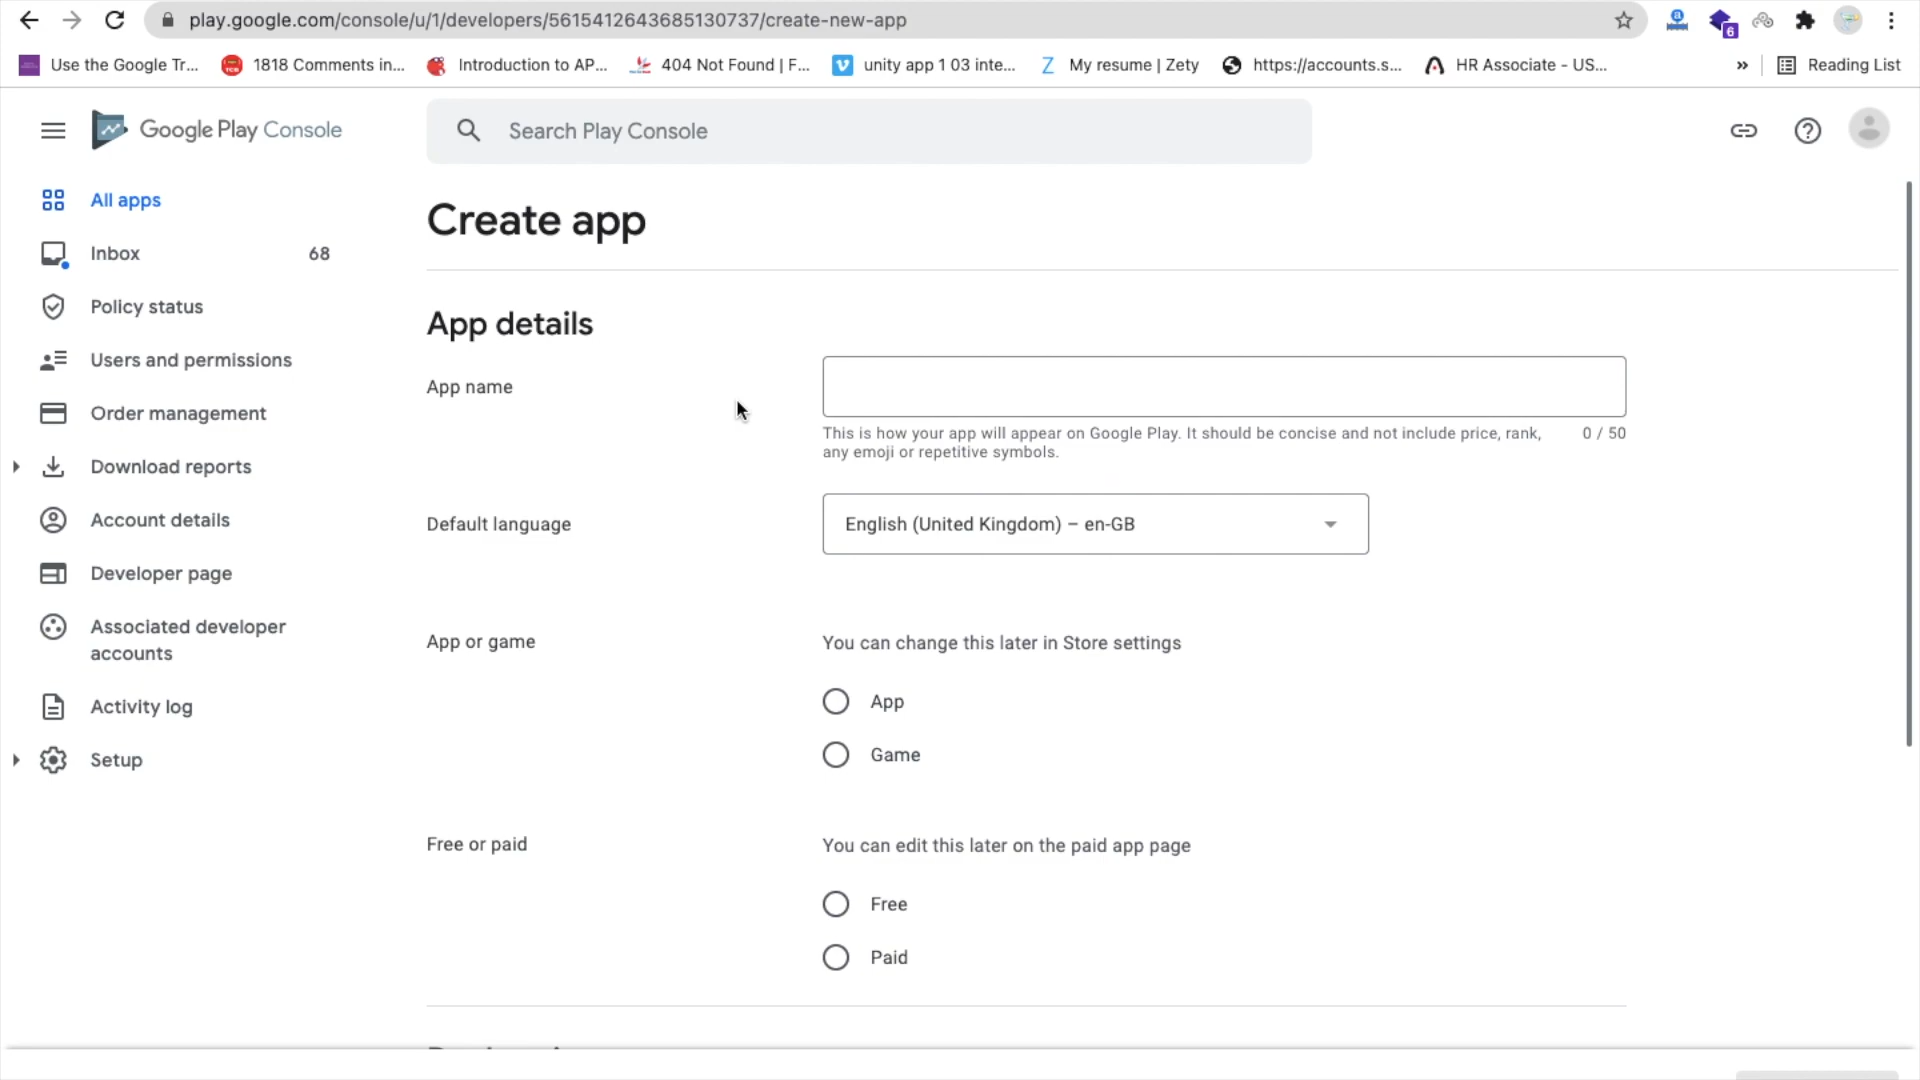 play.google.com/console/u/1/developers/5615412643685130737/create-new-app
6
Use the Google Tr...
1818 Comments in...
Introduction to AP...
404 Not Found | F...
unity app 1 03 inte...
My resume | Zety
https://accounts.s...
HR Associate - US...
»
Reading List
Google Play Console
Search Play Console
All apps
Inbox 68
Policy status
Users and permissions
Order management
Download reports
Account details
Developer page
Associated developer
accounts
Activity log
Setup
Create app
App details
App name
This is how your app will appear on Google Play. It should be concise and not include price, rank,
any emoji or repetitive symbols.
0 / 50
Default language
English (United Kingdom) – en-GB
App or game
You can change this later in Store settings
App
Game
Free or paid
You can edit this later on the paid app page
Free
Paid